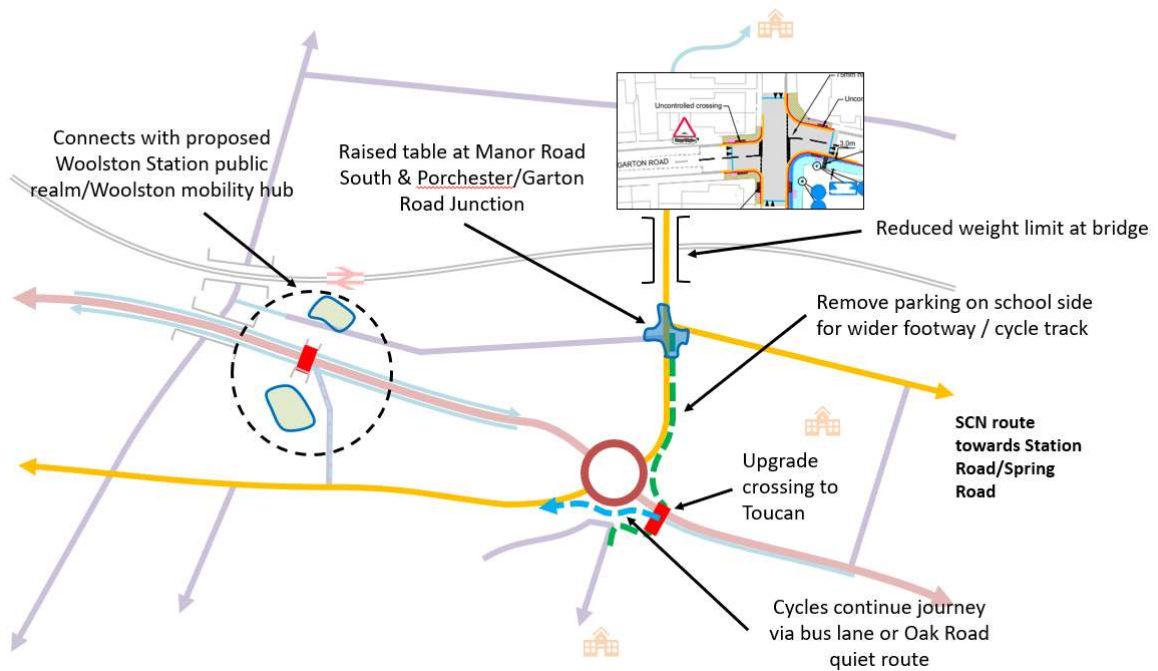 Connects with proposed
Woolston Station public
realm/Woolston mobility hub
Raised table at Manor Road
South & Porchester/Garton
Road Junction
Uncontrolled crossing
GARTON ROAD
3.0m
Reduced weight limit at bridge
Remove parking on school side
for wider footway / cycle track
SCN route
towards Station
Road/Spring
Road
Upgrade
crossing to
Toucan
Cycles continue journey
via bus lane or Oak Road
quiet route